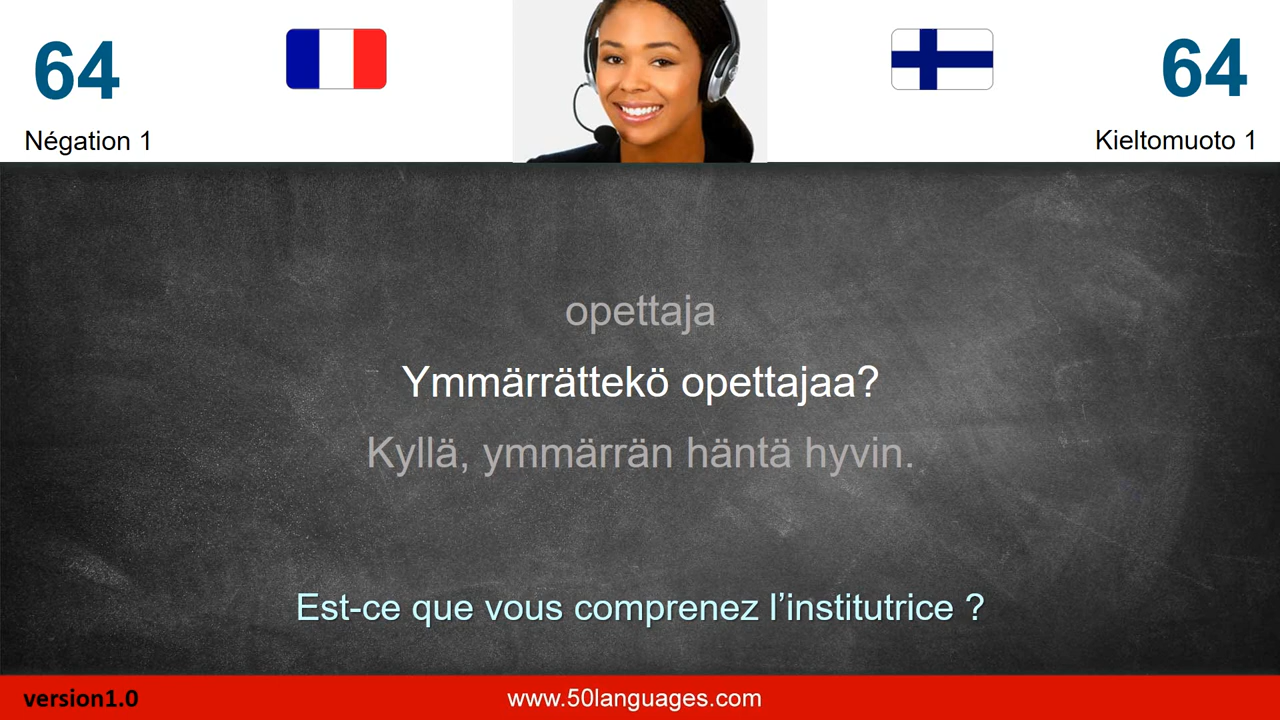 64
64
Négation 1
Kieltomuoto 1
opettaja
Ymmärrättekö opettajaa?
Kyllä, ymmärrän häntä hyvin.
Est-ce que vous comprenez l’institutrice ?
version1.0
www.50languages.com